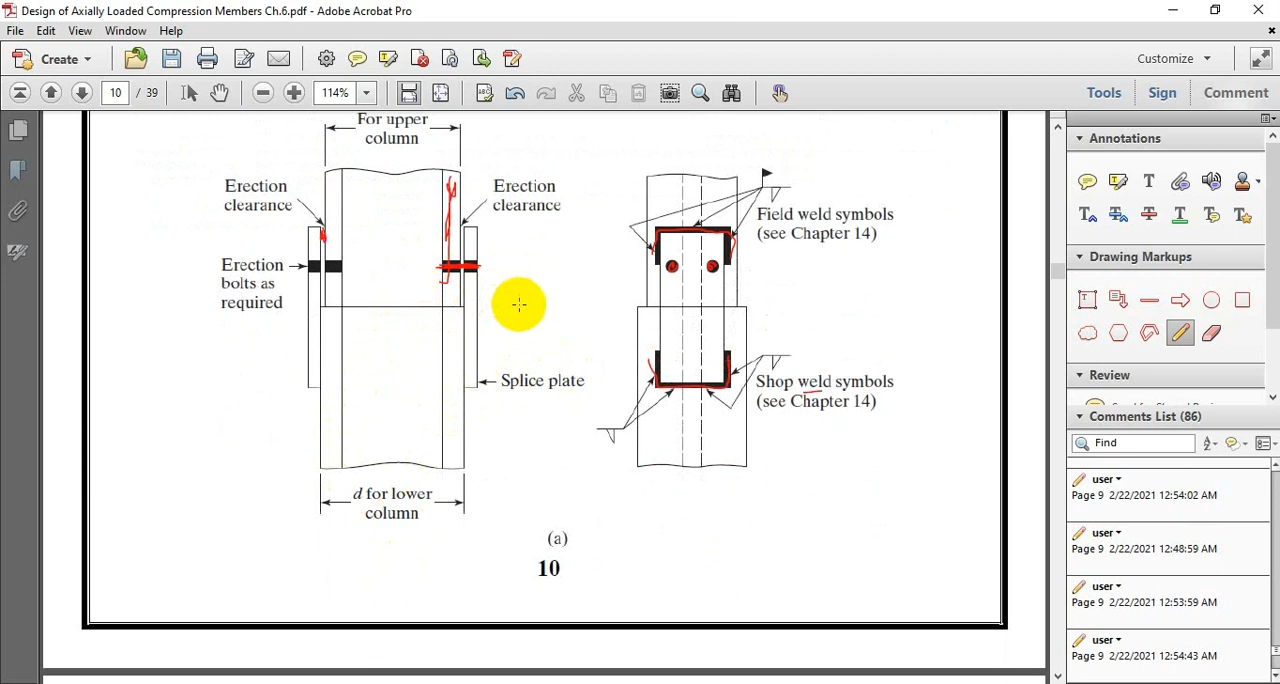 Design of Axially Loaded Compression Members Ch.6.pdf - Adobe Acrobat Pro
File Edit View Window Help
Create
Customize
10 / 39
114%
Tools Sign Comment
For upper
column
Erection
clearance
Erection
clearance
Erection
bolts as
required
Splice plate
d for lower
column
Field weld symbols
(see Chapter 14)
Shop weld symbols
(see Chapter 14)
(a)
10
Annotations
Drawing Markups
Review
Comments List (86)
Find
user
Page 9 2/22/2021 12:54:02 AM
user
Page 9 2/22/2021 12:48:59 AM
user
Page 9 2/22/2021 12:53:59 AM
user
Page 9 2/22/2021 12:54:43 AM